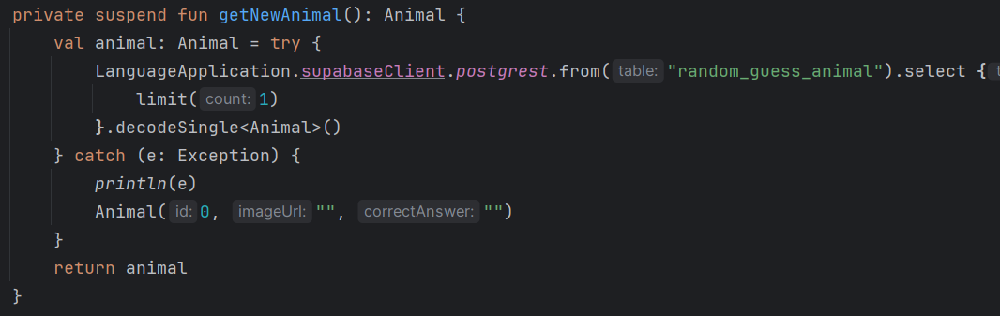 private suspend fun getNewAnimal(): Animal {
    val animal: Animal = try {
        LanguageApplication.supabaseClient.postgrest.from( table: "random_guess_animal").select {
            limit( count: 1)
        }.decodeSingle<Animal>()
    } catch (e: Exception) {
        println(e)
        Animal( id: 0, imageUrl: "", correctAnswer: "")
    }
    return animal
}